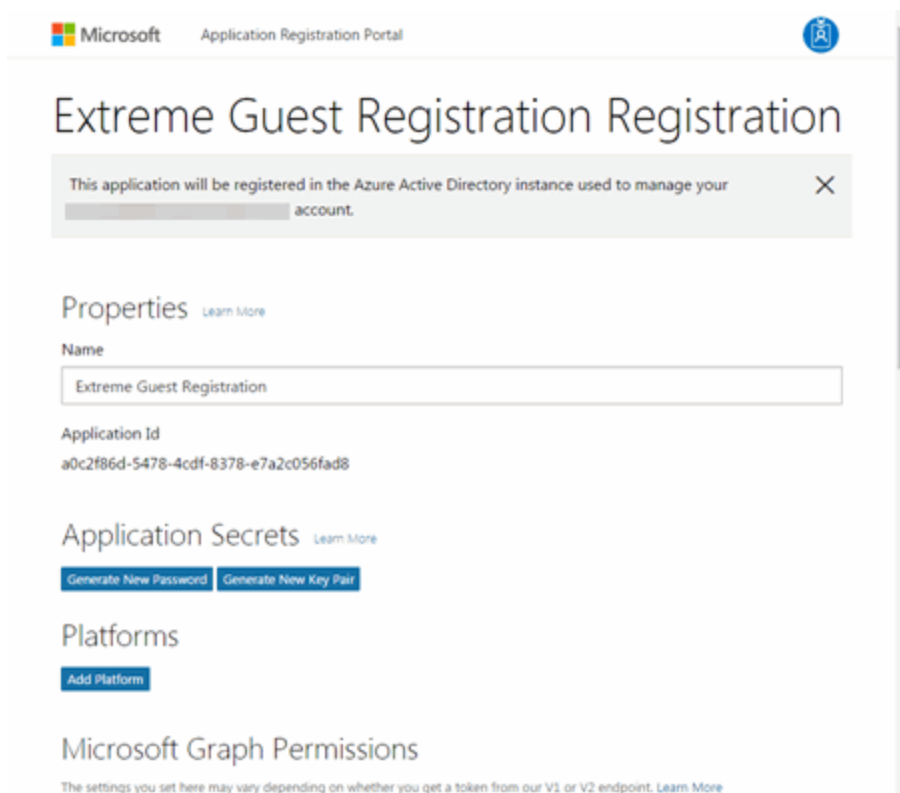 Microsoft Application Registration Portal
Extreme Guest Registration Registration
This application will be registered in the Azure Active Directory instance used to manage your
account.
Properties Learn More
Name
Extreme Guest Registration
Application Id
a0c2f86d-5478-4cdf-8378-e7a2c056fad8
Application Secrets Learn More
Generate New Password Generate New Key Pair
Platforms
Add Platform
Microsoft Graph Permissions
The settings you set here may vary depending on whether you get a token from our V1 or V2 endpoint. Learn More